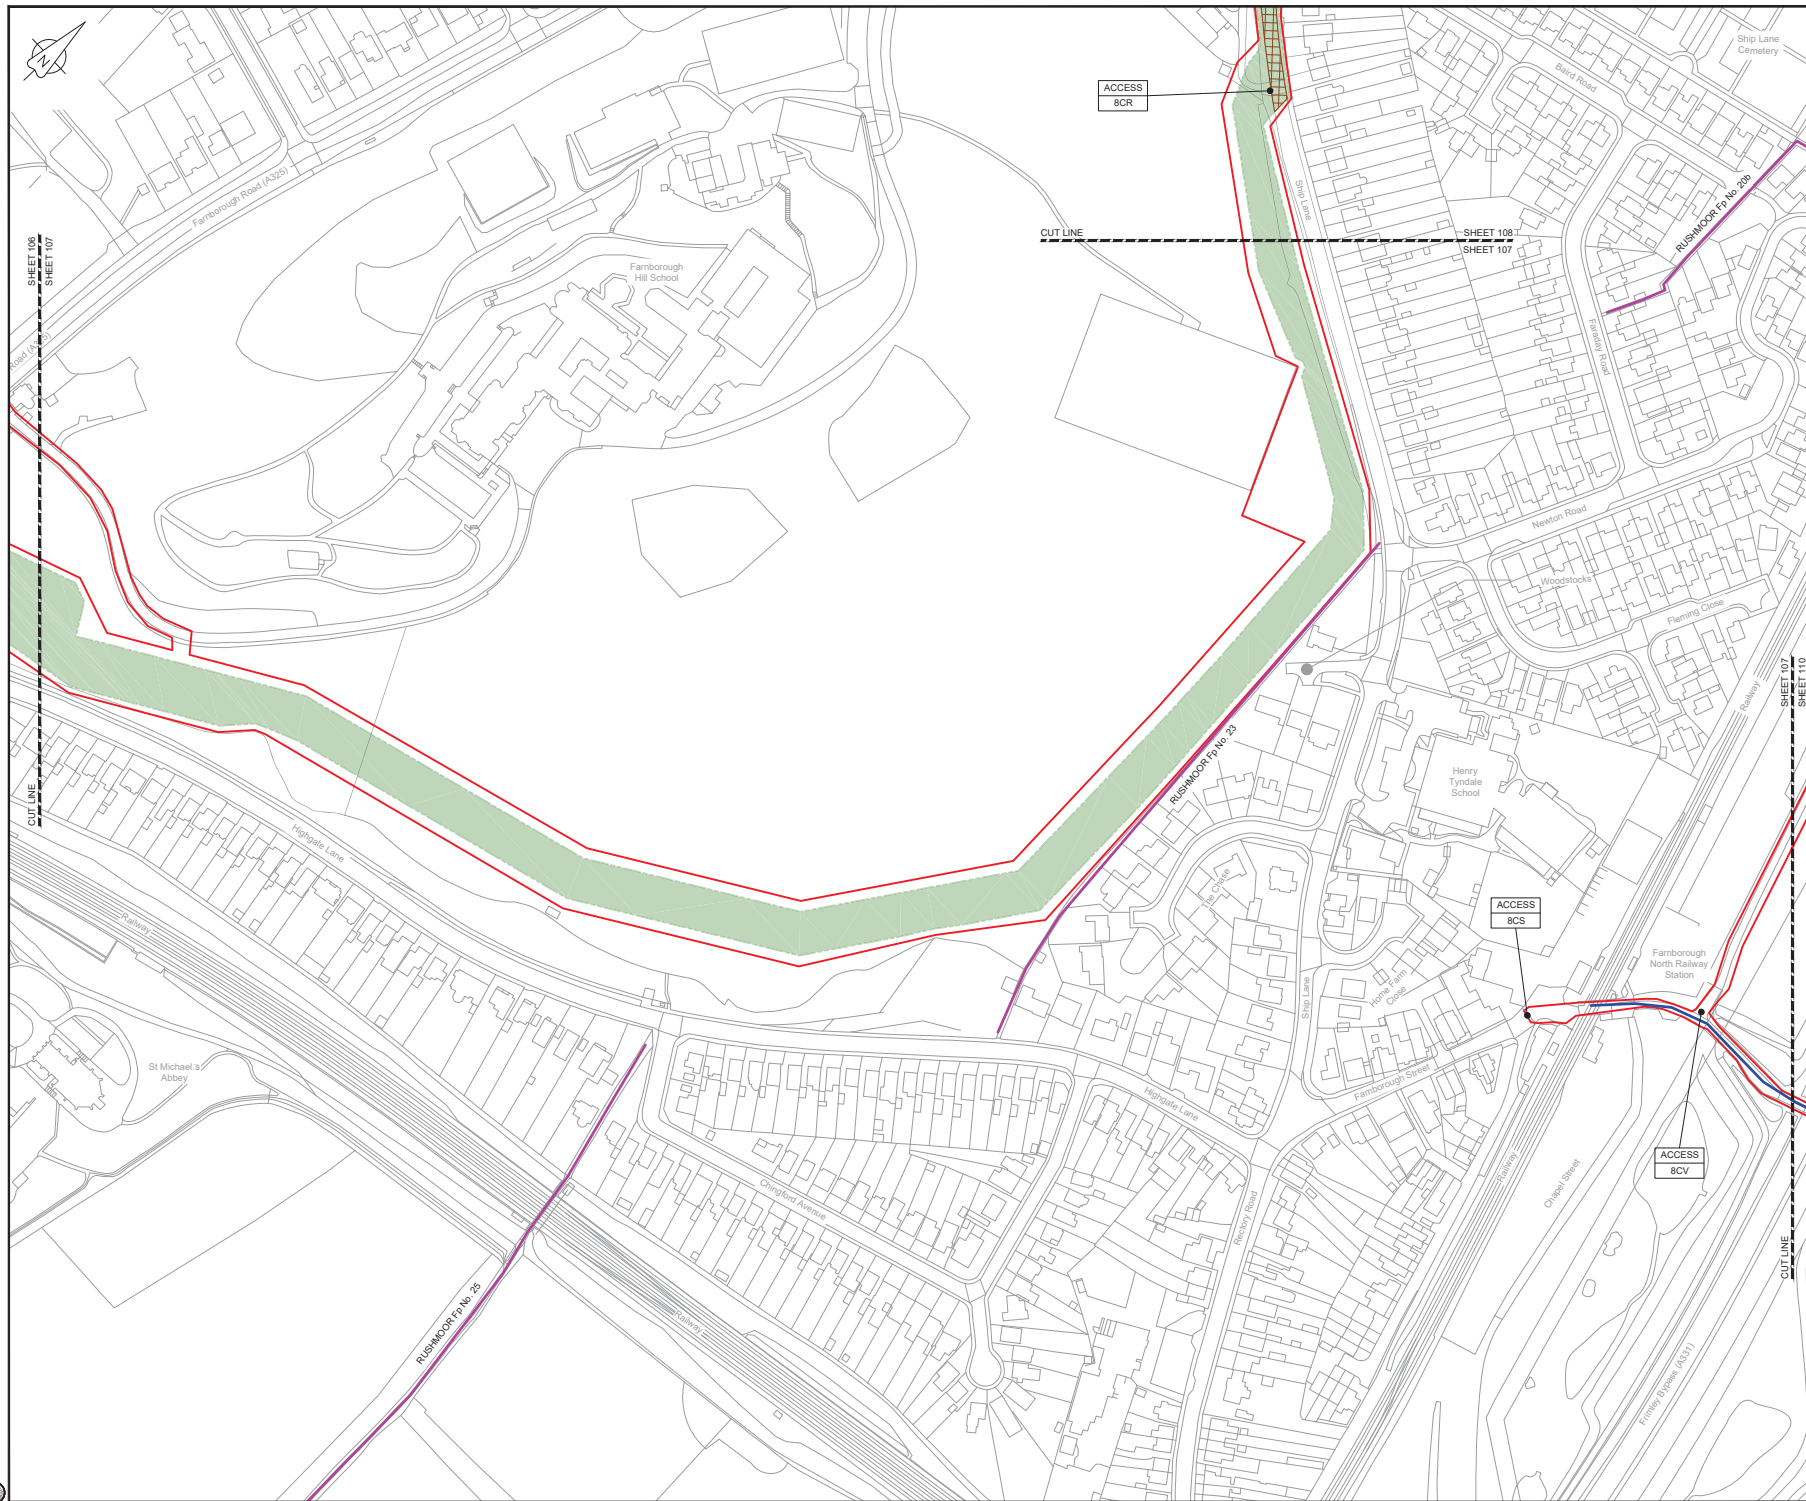 N
Ship Lane
Cemetery
Baird Road
ACCESS
8CR
Farnborough Road (A325)
RUSHMOOR Fp No. 20b
Ship Lane
CUT LINE
SHEET 108
SHEET 107
SHEET 106
SHEET 107
Farnborough
Hill School
Road (A325)
Faraday Road
Newton Road
Woodstocks
Fleming Close
Railway
SHEET 107
SHEET 110
RUSHMOOR Fp No. 23
Henry
Tyndale
School
CUT LINE
Highgate Lane
The Chase
Railway
ACCESS
8CS
Farnborough
North Railway
Station
Home Farm
Close
Ship Lane
St Michael's
Abbey
Farnborough Street
Highgate Lane
ACCESS
8CV
Railway
Chapel Street
Chingford Avenue
Rectory Road
CUT LINE
RUSHMOOR Fp No. 25
Railway
Frimley Bypass (A331)